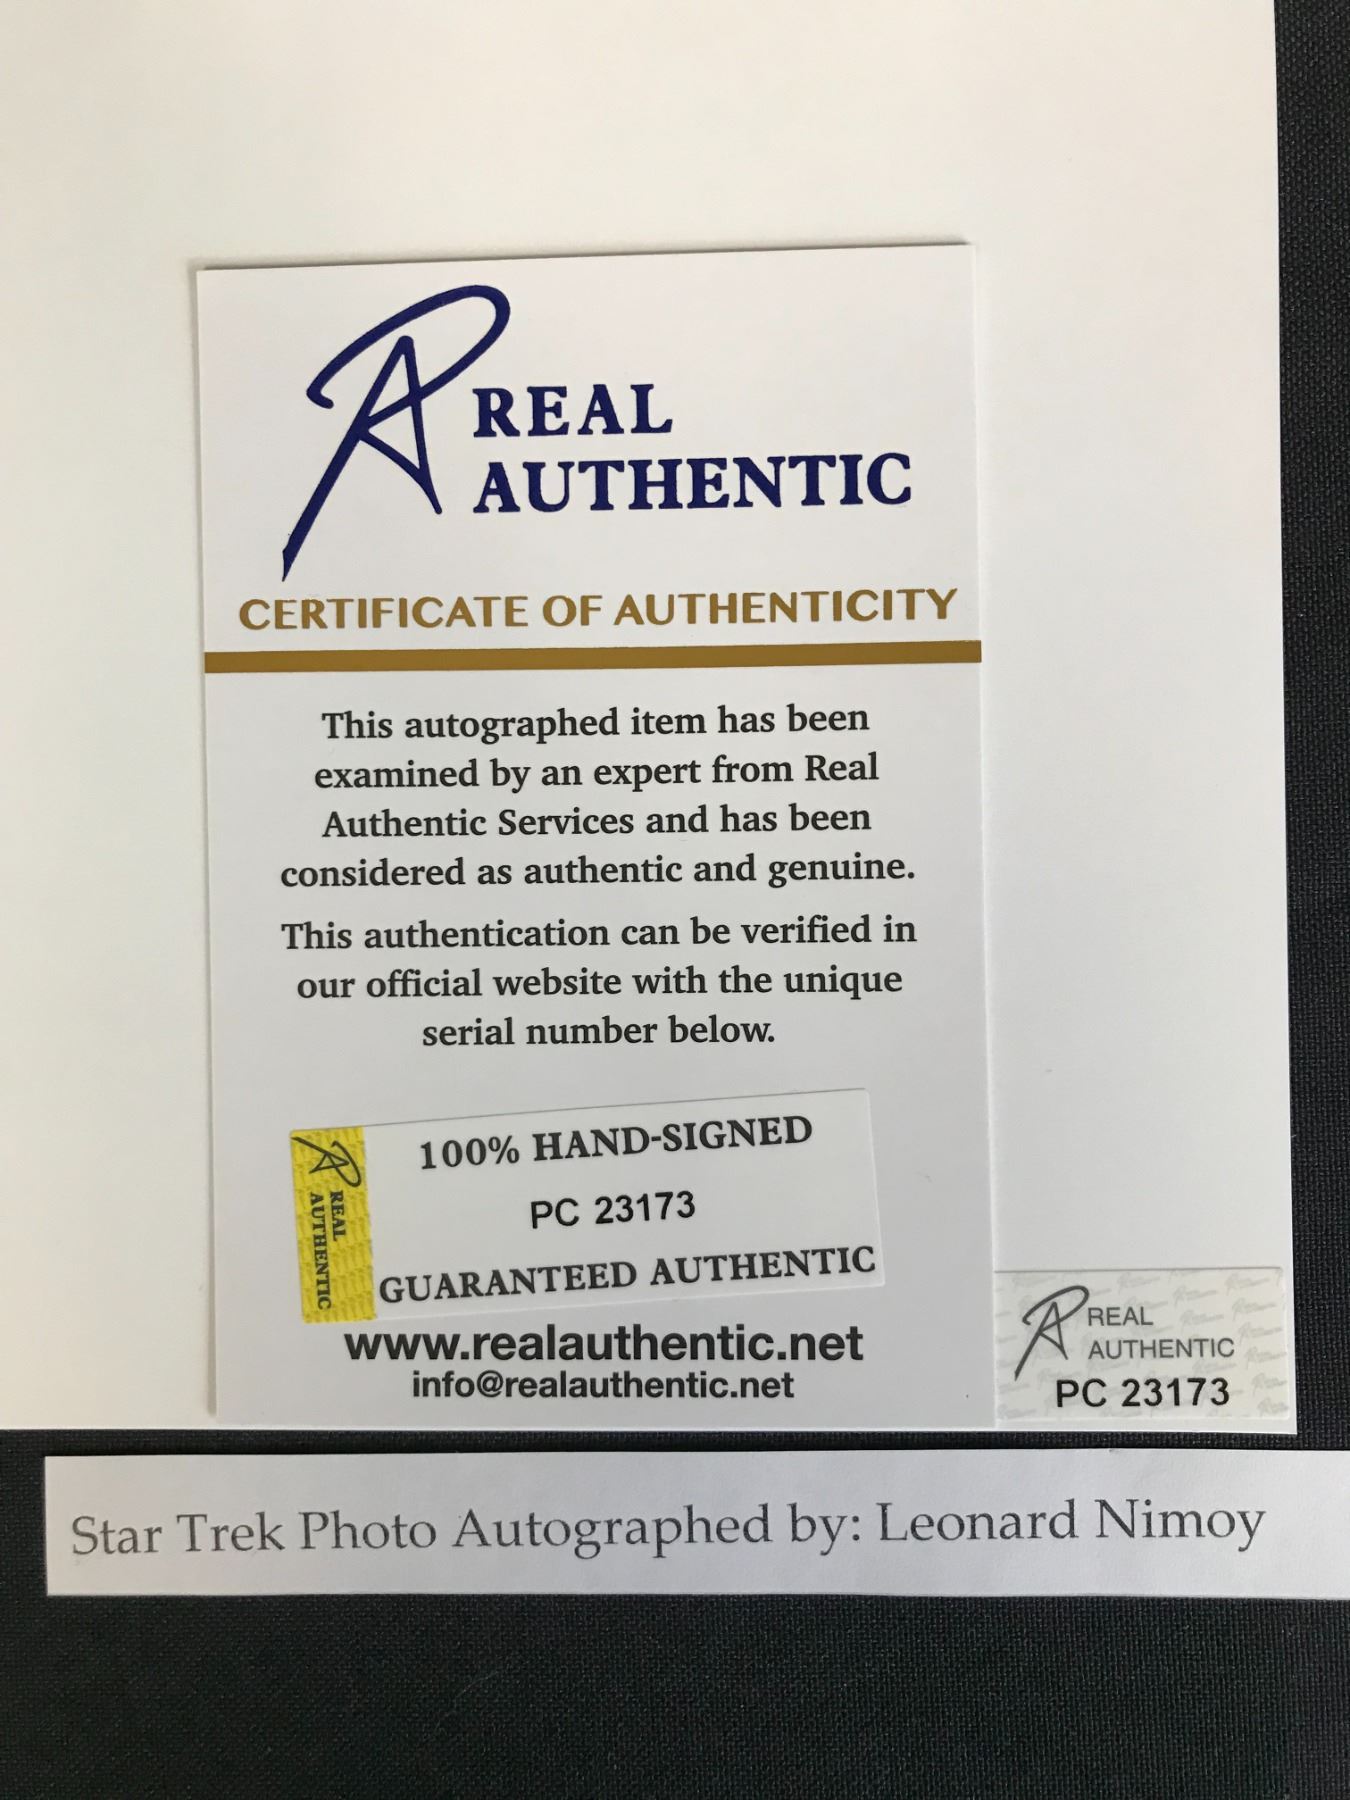 REAL
AUTHENTIC
CERTIFICATE OF AUTHENTICITY
This autographed item has been
examined by an expert from Real
Authentic Services and has been
considered as authentic and genuine.
This authentication can be verified in
our official website with the unique
serial number below.
REAL
AUTHENTIC
100% HAND-SIGNED
PC 23173
GUARANTEED AUTHENTIC
www.realauthentic.net
info@realauthentic.net
REAL
AUTHENTIC
PC 23173
Star Trek Photo Autographed by: Leonard Nimoy